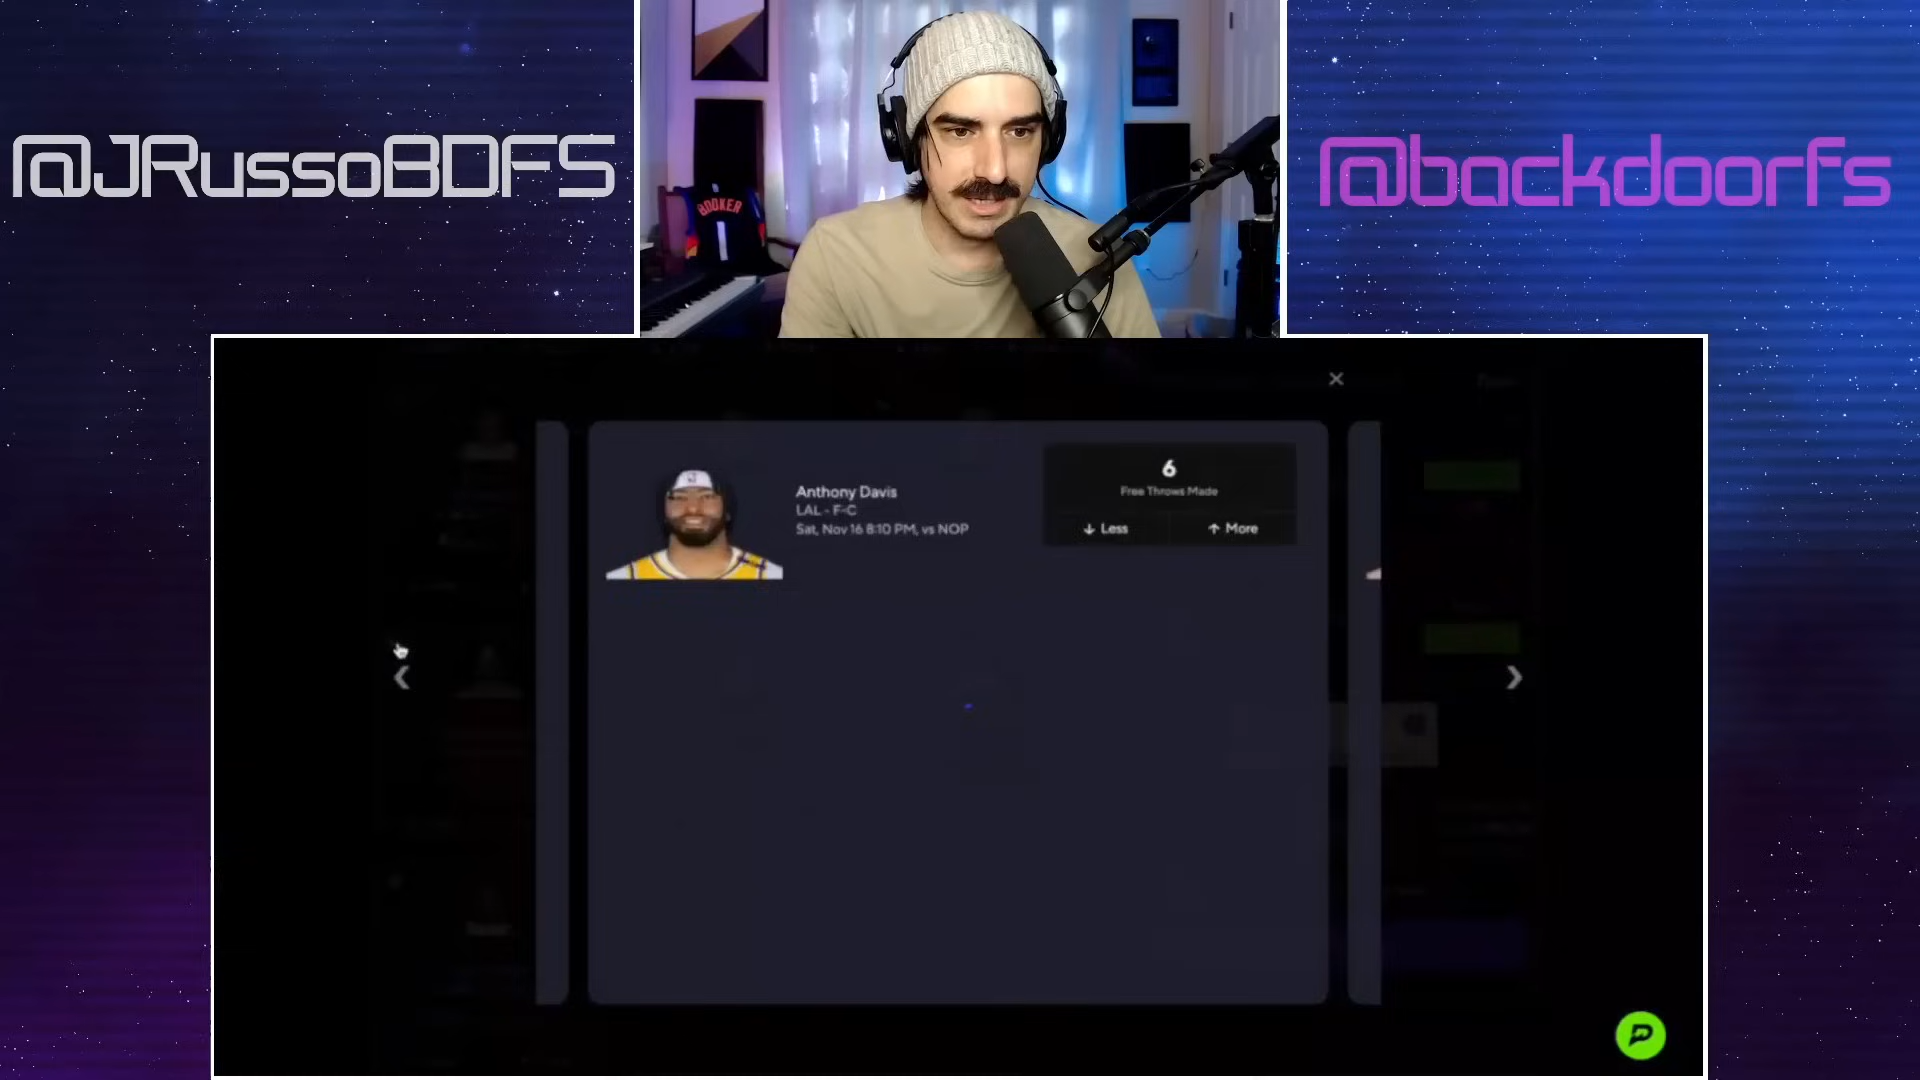 @JRussoBDFS
BOOKER
1
@backdoorfs
Anthony Davis
LAL - F-C
Sat, Nov 16 8:10 PM, vs NOP
6
Free Throws Made
↓ Less
↑ More